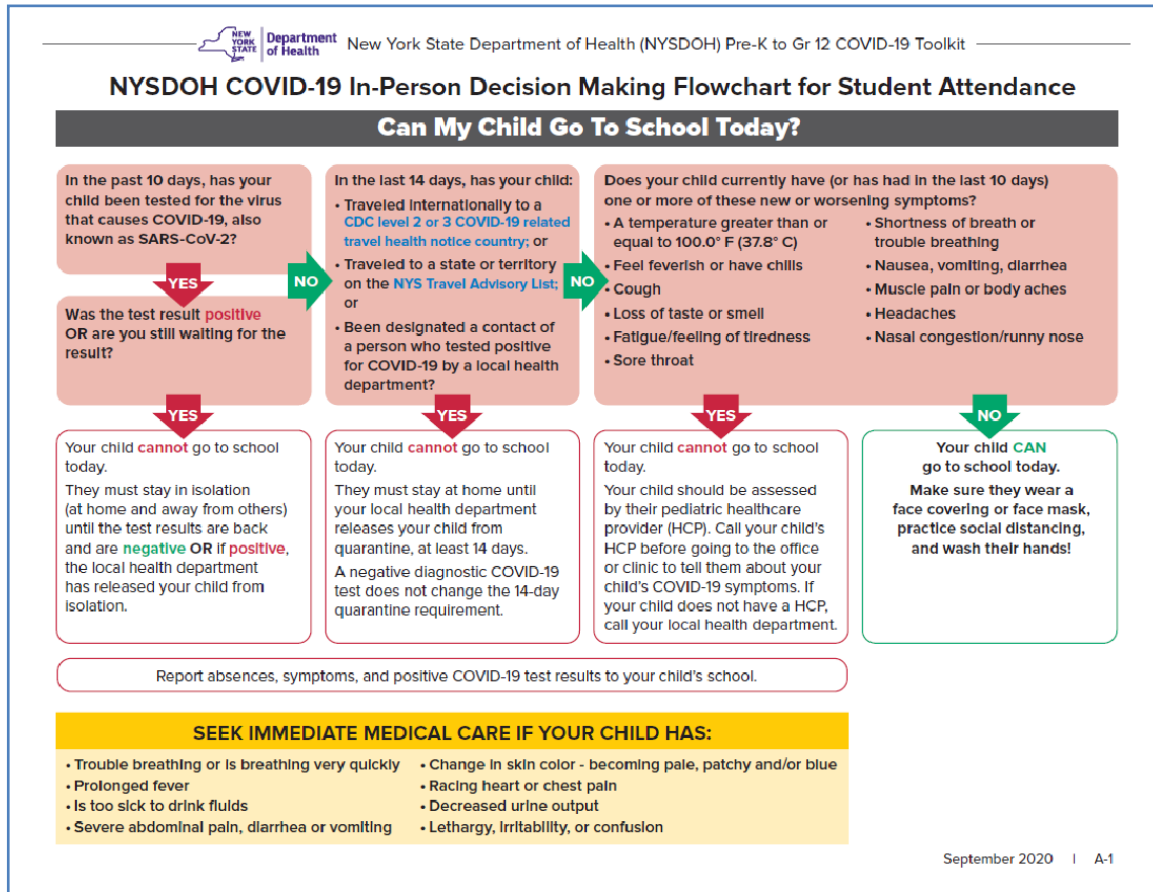 NEW
YORK
STATE
Department
of Health
New York State Department of Health (NYSDOH) Pre-K to Gr 12 COVID-19 Toolkit
NYSDOH COVID-19 In-Person Decision Making Flowchart for Student Attendance
Can My Child Go To School Today?
In the past 10 days, has your
child been tested for the virus
that causes COVID-19, also
known as SARS-CoV-2?
YES
NO
Was the test result positive
OR are you still waiting for the
result?
YES
In the last 14 days, has your child:
• Traveled internationally to a
CDC level 2 or 3 COVID-19 related
travel health notice country; or
• Traveled to a state or territory
on the NYS Travel Advisory List;
or
• Been designated a contact of
a person who tested positive
for COVID-19 by a local health
department?
NO
YES
Does your child currently have (or has had in the last 10 days)
one or more of these new or worsening symptoms?
• A temperature greater than or
equal to 100.0° F (37.8° C)
• Feel feverish or have chills
• Cough
• Loss of taste or smell
• Fatigue/feeling of tiredness
• Sore throat
• Shortness of breath or
trouble breathing
• Nausea, vomiting, diarrhea
• Muscle pain or body aches
• Headaches
• Nasal congestion/runny nose
YES
NO
Your child cannot go to school
today.
They must stay in isolation
(at home and away from others)
until the test results are back
and are negative OR if positive,
the local health department
has released your child from
isolation.
Your child cannot go to school
today.
They must stay at home until
your local health department
releases your child from
quarantine, at least 14 days.
A negative diagnostic COVID-19
test does not change the 14-day
quarantine requirement.
Your child cannot go to school
today.
Your child should be assessed
by their pediatric healthcare
provider (HCP). Call your child's
HCP before going to the office
or clinic to tell them about your
child's COVID-19 symptoms. If
your child does not have a HCP,
call your local health department.
Your child CAN
go to school today.
Make sure they wear a
face covering or face mask,
practice social distancing,
and wash their hands!
Report absences, symptoms, and positive COVID-19 test results to your child's school.
SEEK IMMEDIATE MEDICAL CARE IF YOUR CHILD HAS:
• Trouble breathing or is breathing very quickly
• Prolonged fever
• Is too sick to drink fluids
• Severe abdominal pain, diarrhea or vomiting
• Change in skin color - becoming pale, patchy and/or blue
• Racing heart or chest pain
• Decreased urine output
• Lethargy, irritability, or confusion
September 2020 | A-1